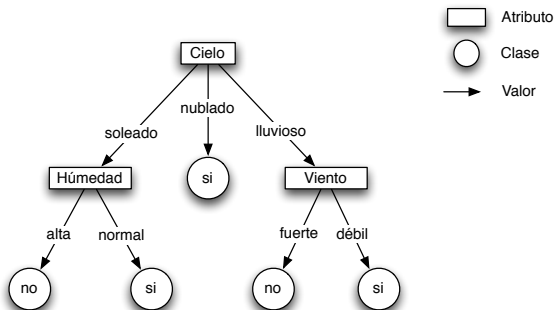 Atributo
Cielo
Clase
Valor
nublado
soleado
lluvioso
Húmedad
si
Viento
alta
normal
fuerte
débil
no
si
no
si